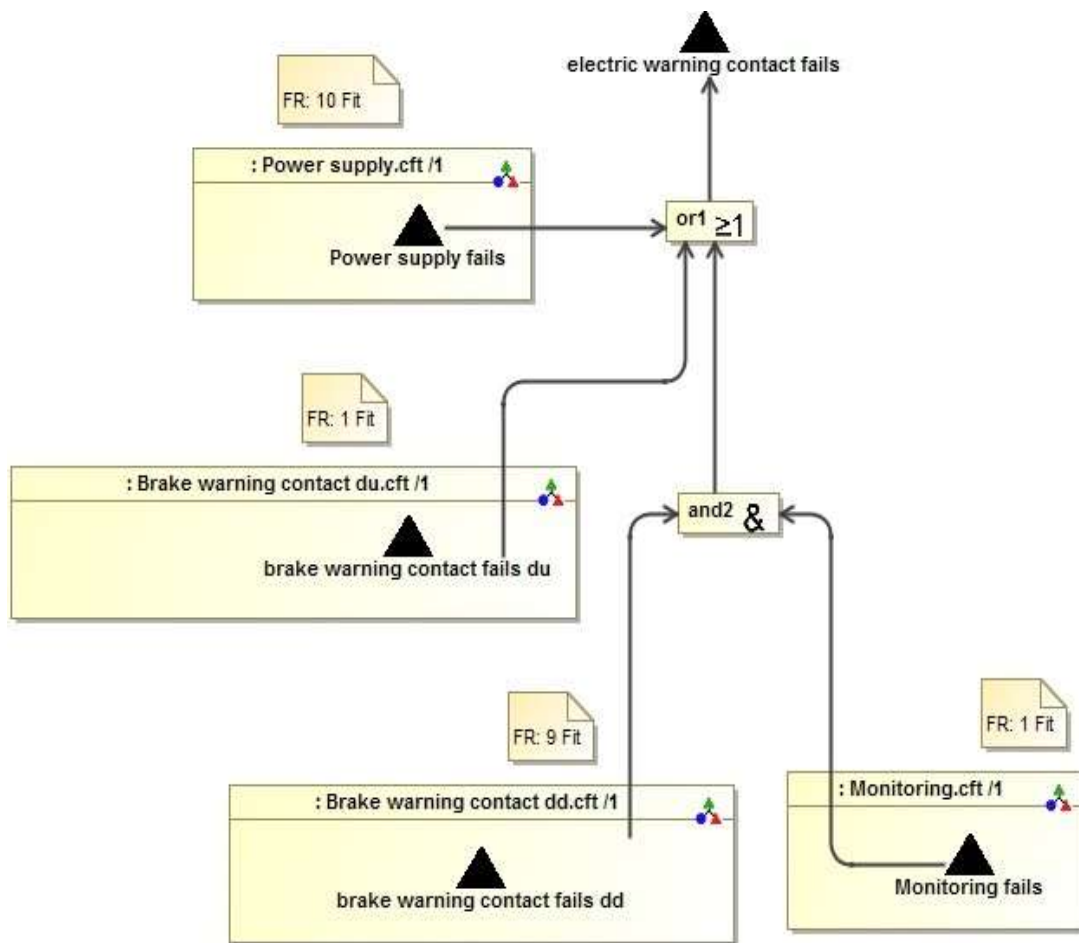 electric warning contact fails
FR: 10 Fit
: Power supply.cft /1
or1 ≥1
Power supply fails
FR: 1 Fit
: Brake warning contact du.cft /1
and2 &
brake warning contact fails du
FR: 9 Fit
FR: 1 Fit
: Brake warning contact dd.cft /1
: Monitoring.cft /1
brake warning contact fails dd
Monitoring fails